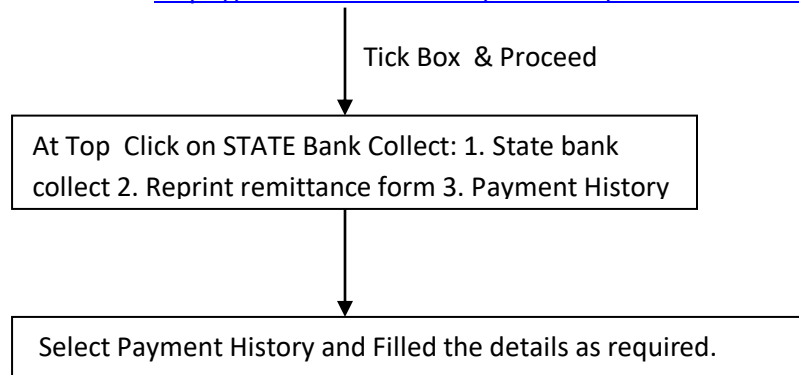 Tick Box & Proceed
At Top Click on STATE Bank Collect: 1. State bank
collect 2. Reprint remittance form 3. Payment History
Select Payment History and Filled the details as required.